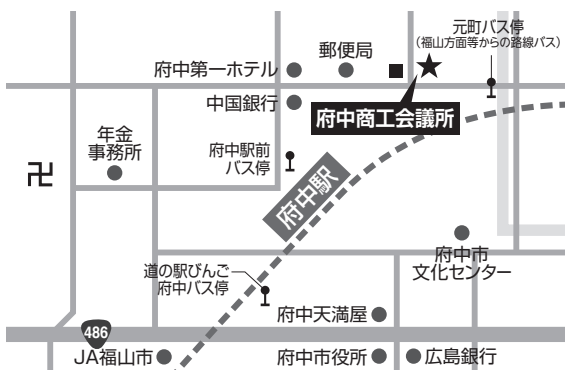 元町バス停
(福山方面等からの路線バス)
郵便局
府中第一ホテル
中国銀行
府中商工会議所
年金
事務所
府中駅前
バス停
卍
府中駅
府中市
文化センター
道の駅びんご
府中バス停
府中天満屋
486
JA福山市
府中市役所
広島銀行